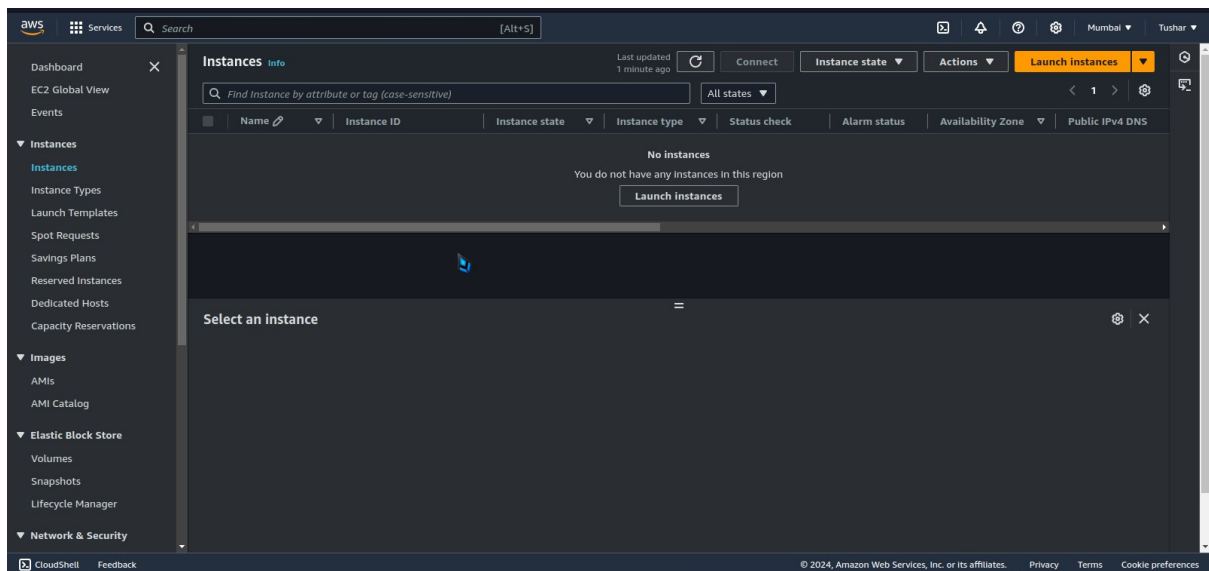 aws
Services
Search
[Alt+S]
Mumbai ▼
Tushar ▼
Dashboard
EC2 Global View
Events
▼ Instances
Instances
Instance Types
Launch Templates
Spot Requests
Savings Plans
Reserved Instances
Dedicated Hosts
Capacity Reservations
▼ Images
AMIs
AMI Catalog
▼ Elastic Block Store
Volumes
Snapshots
Lifecycle Manager
▼ Network & Security
Instances Info
Last updated
1 minute ago
Connect
Instance state ▼
Actions ▼
Launch instances ▼
Find Instance by attribute or tag (case-sensitive)
All states ▼
1
Name
Instance ID
Instance state
Instance type
Status check
Alarm status
Availability Zone
Public IPv4 DNS
No instances
You do not have any instances in this region
Launch instances
Select an instance
CloudShell Feedback
© 2024, Amazon Web Services, Inc. or its affiliates. Privacy Terms Cookie preferences